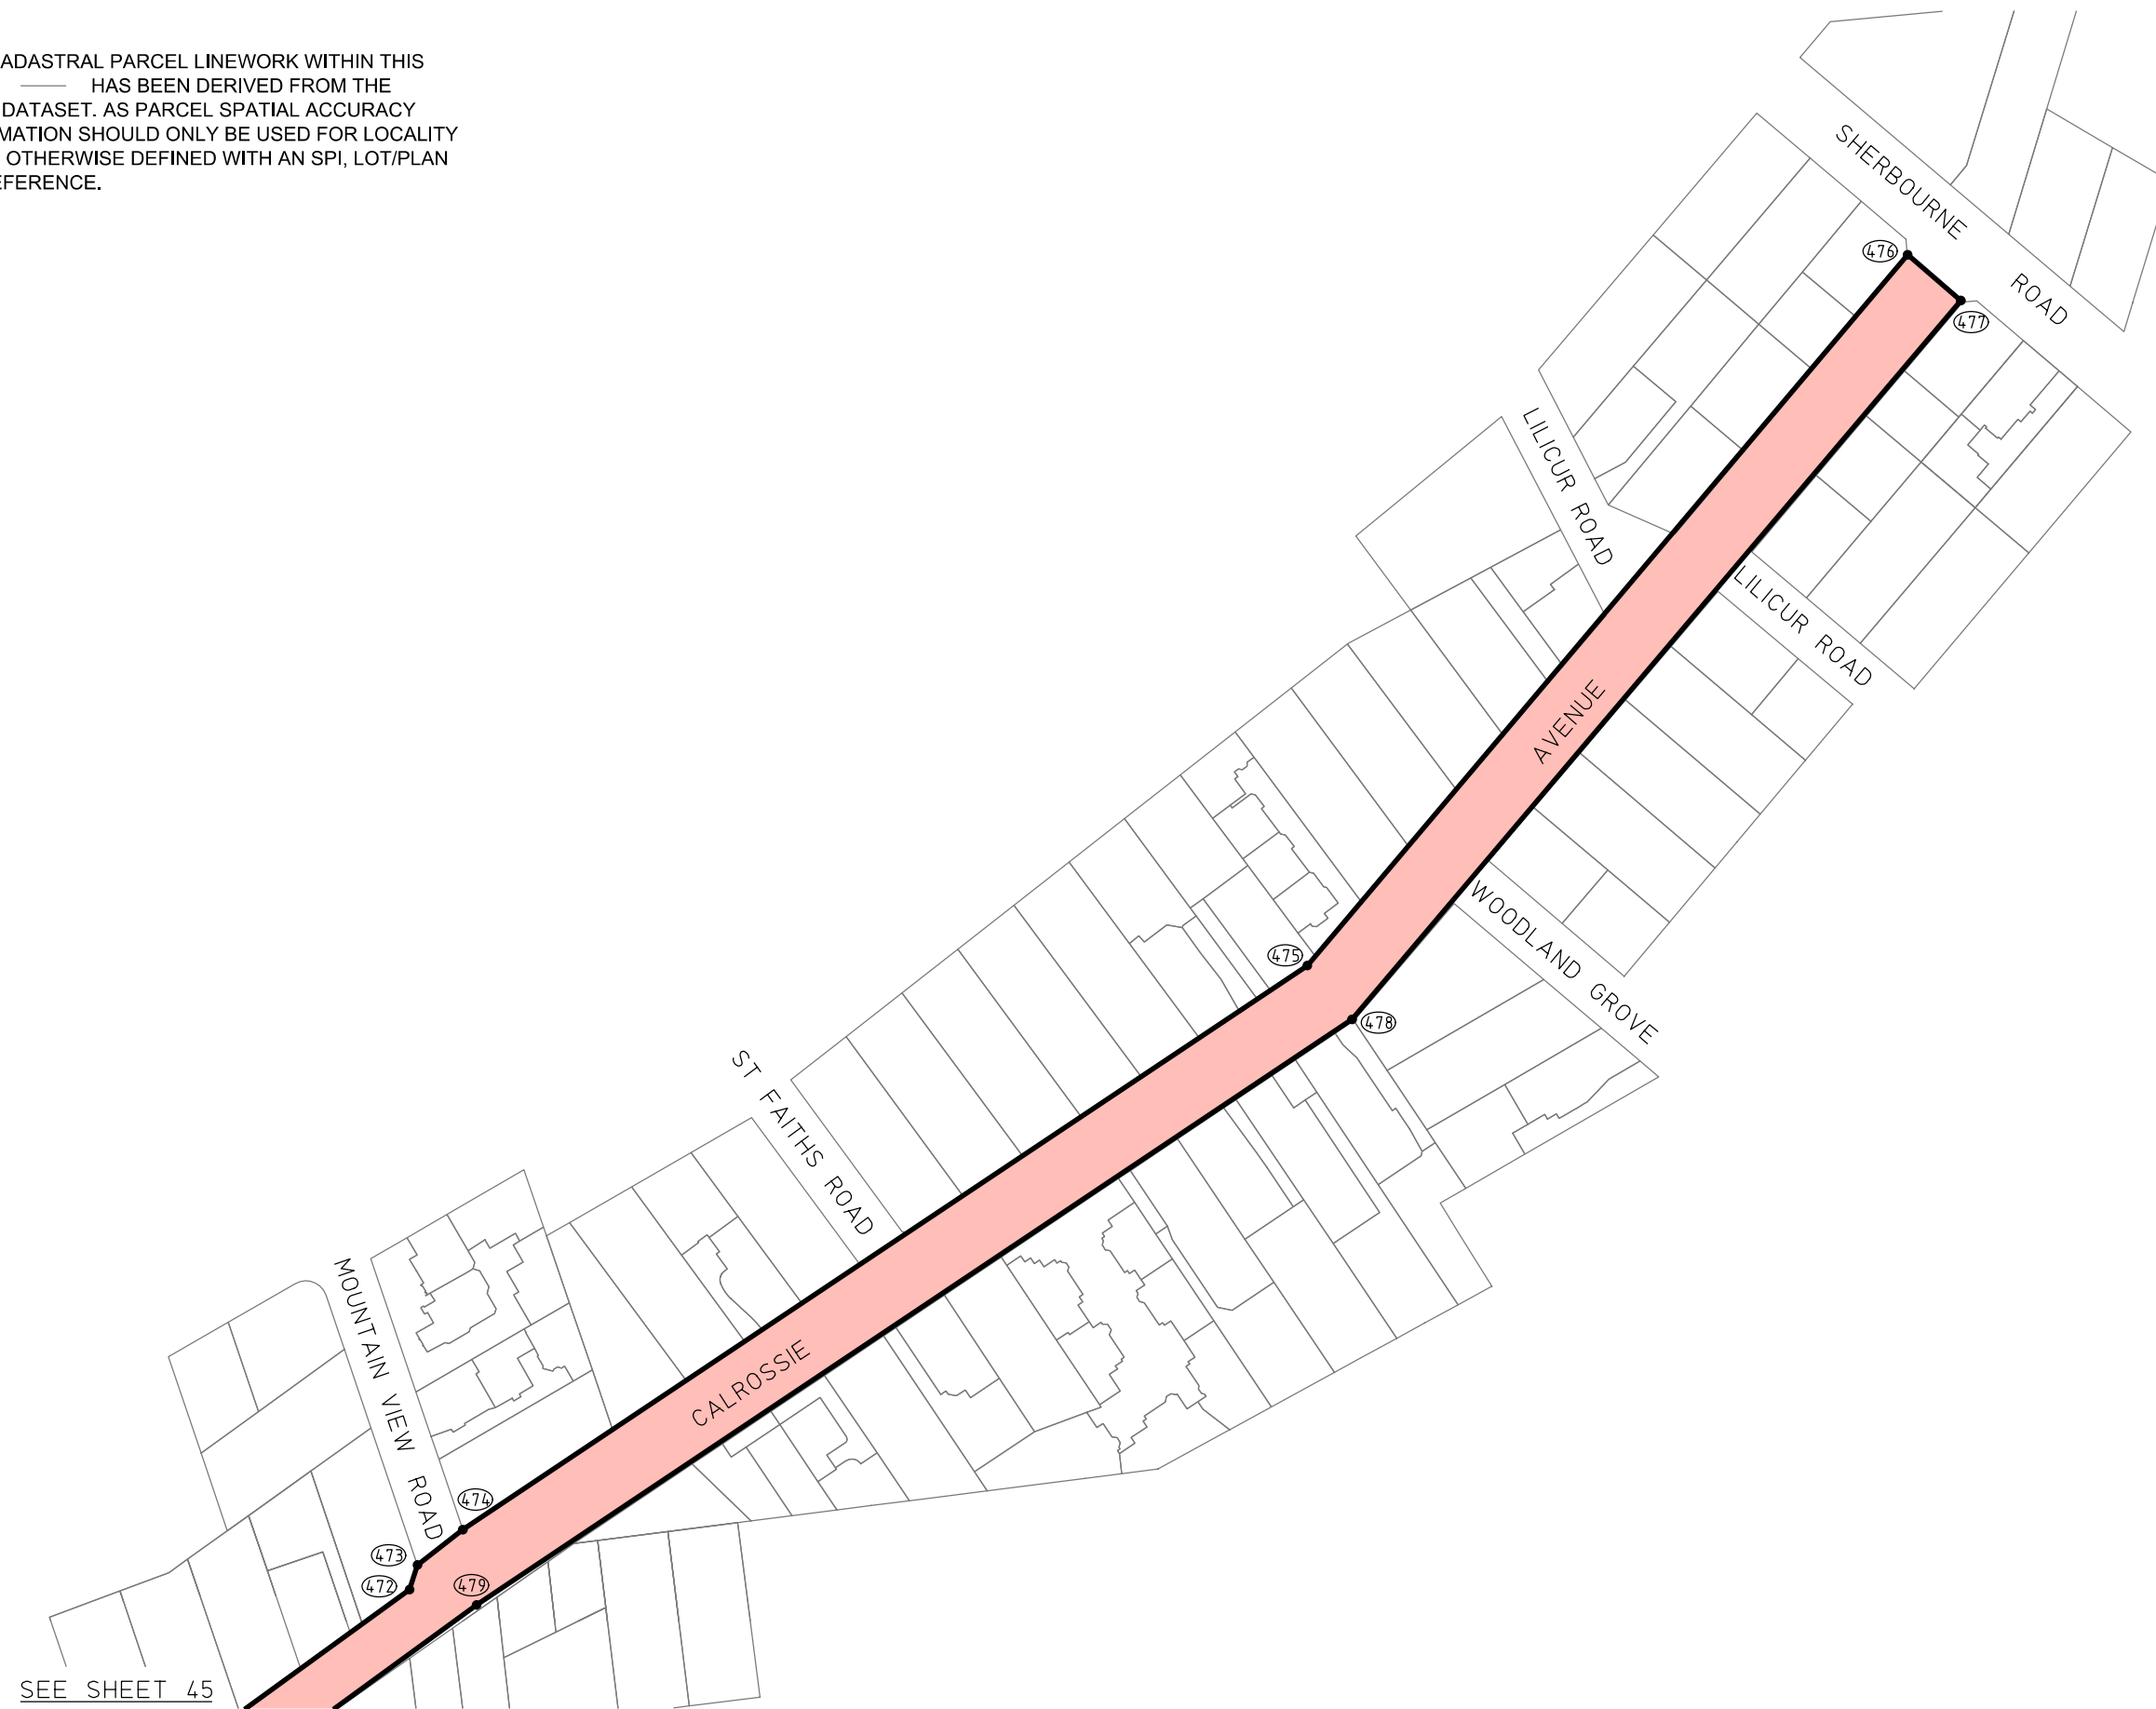 ADASTRAL PARCEL LINEWORK WITHIN THIS
HAS BEEN DERIVED FROM THE
DATASET. AS PARCEL SPATIAL ACCURACY
MATION SHOULD ONLY BE USED FOR LOCALITY
OTHERWISE DEFINED WITH AN SPI, LOT/PLAN
EFERENCE.
SHERBOURNE ROAD
476
477
LILICUR ROAD
LILICUR ROAD
AVENUE
WOODLAND GROVE
475
478
ST FAITHS ROAD
MOUNTAIN VIEW ROAD
CALROSSIE
474
473
472
479
SEE SHEET 45